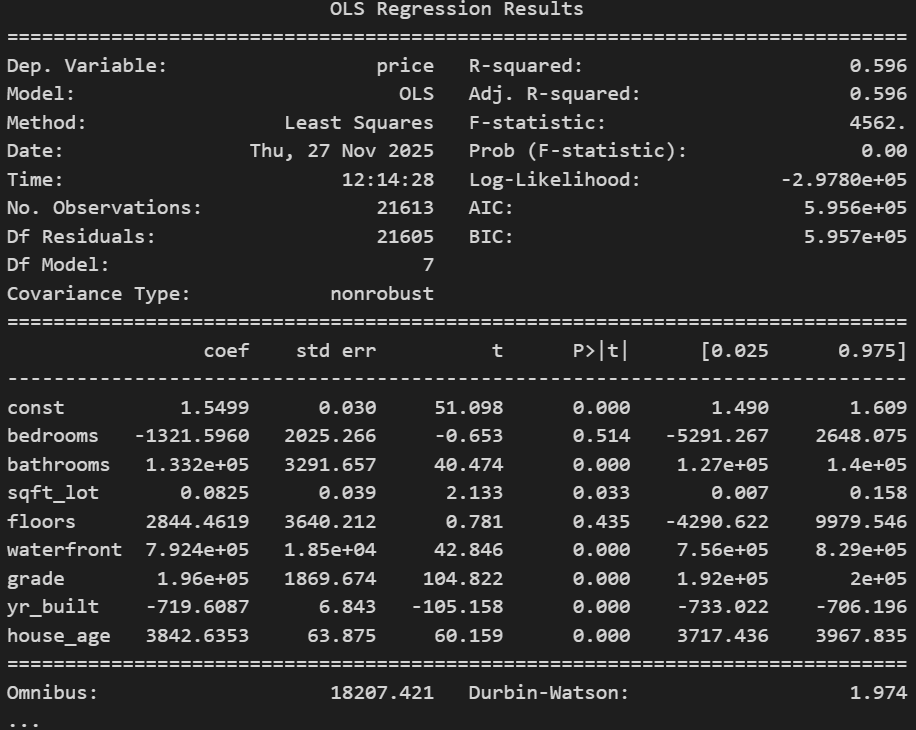 OLS Regression Results
==============================================================================
Dep. Variable:                  price   R-squared:                       0.596
Model:                            OLS   Adj. R-squared:                  0.596
Method:                 Least Squares   F-statistic:                     4562.
Date:                Thu, 27 Nov 2025   Prob (F-statistic):               0.00
Time:                        12:14:28   Log-Likelihood:            -2.9780e+05
No. Observations:               21613   AIC:                         5.956e+05
Df Residuals:                   21605   BIC:                         5.957e+05
Df Model:                           7
Covariance Type:            nonrobust
==============================================================================
                 coef    std err          t      P>|t|      [0.025      0.975]
------------------------------------------------------------------------------
const          1.5499      0.030     51.098      0.000       1.490       1.609
bedrooms   -1321.5960   2025.266     -0.653      0.514   -5291.267    2648.075
bathrooms   1.332e+05   3291.657     40.474      0.000    1.27e+05     1.4e+05
sqft_lot       0.0825      0.039      2.133      0.033       0.007       0.158
floors      2844.4619   3640.212      0.781      0.435   -4290.622    9979.546
waterfront  7.924e+05   1.85e+04     42.846      0.000    7.56e+05    8.29e+05
grade        1.96e+05   1869.674    104.822      0.000    1.92e+05       2e+05
yr_built    -719.6087      6.843   -105.158      0.000    -733.022    -706.196
house_age   3842.6353     63.875     60.159      0.000    3717.436    3967.835
==============================================================================
Omnibus:                    18207.421   Durbin-Watson:                   1.974
...